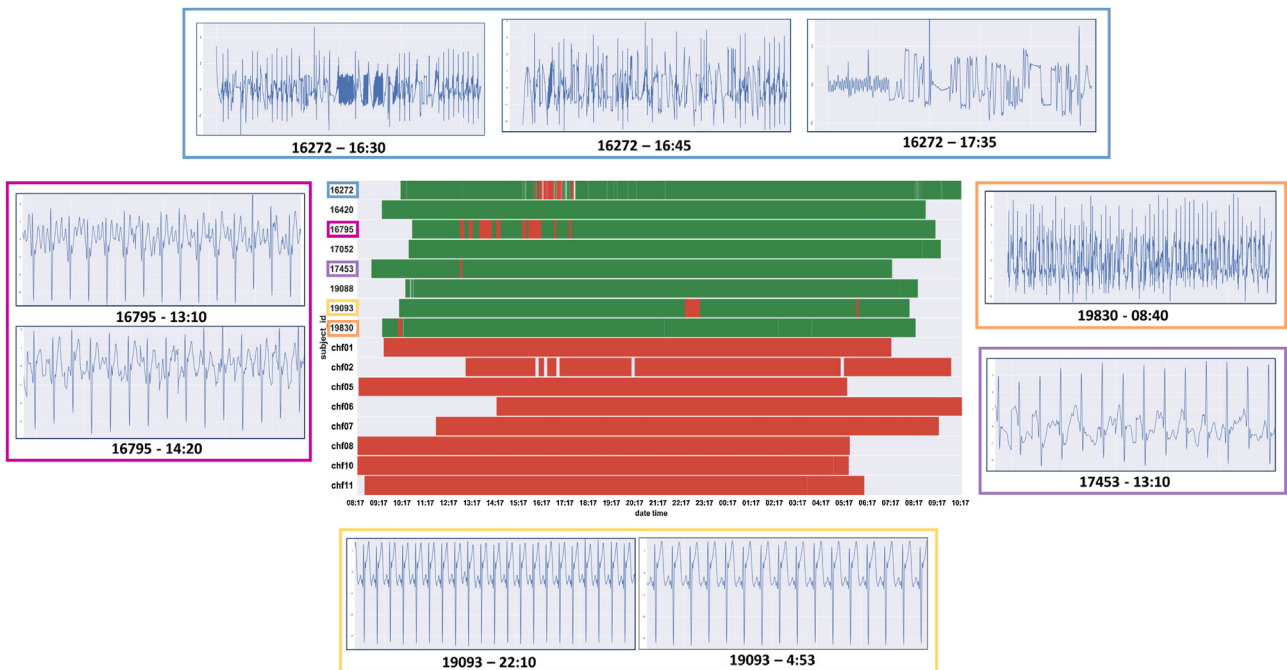 16272 – 16:30
16272 – 16:45
16272 – 17:35
16795 - 13:10
16795 - 14:20
subject_id
16272
16420
16795
17052
17453
19088
19093
19830
chf01
chf02
chf05
chf06
chf07
chf08
chf10
chf11
08:17 09:17 10:17 11:17 12:17 13:17 14:17 15:17 16:17 17:17 18:17 19:17 20:17 21:17 22:17 23:17 00:17 01:17 02:17 03:17 04:17 05:17 06:17 07:17 08:17 09:17 10:17
date time
19830 - 08:40
17453 - 13:10
19093 – 22:10
19093 – 4:53